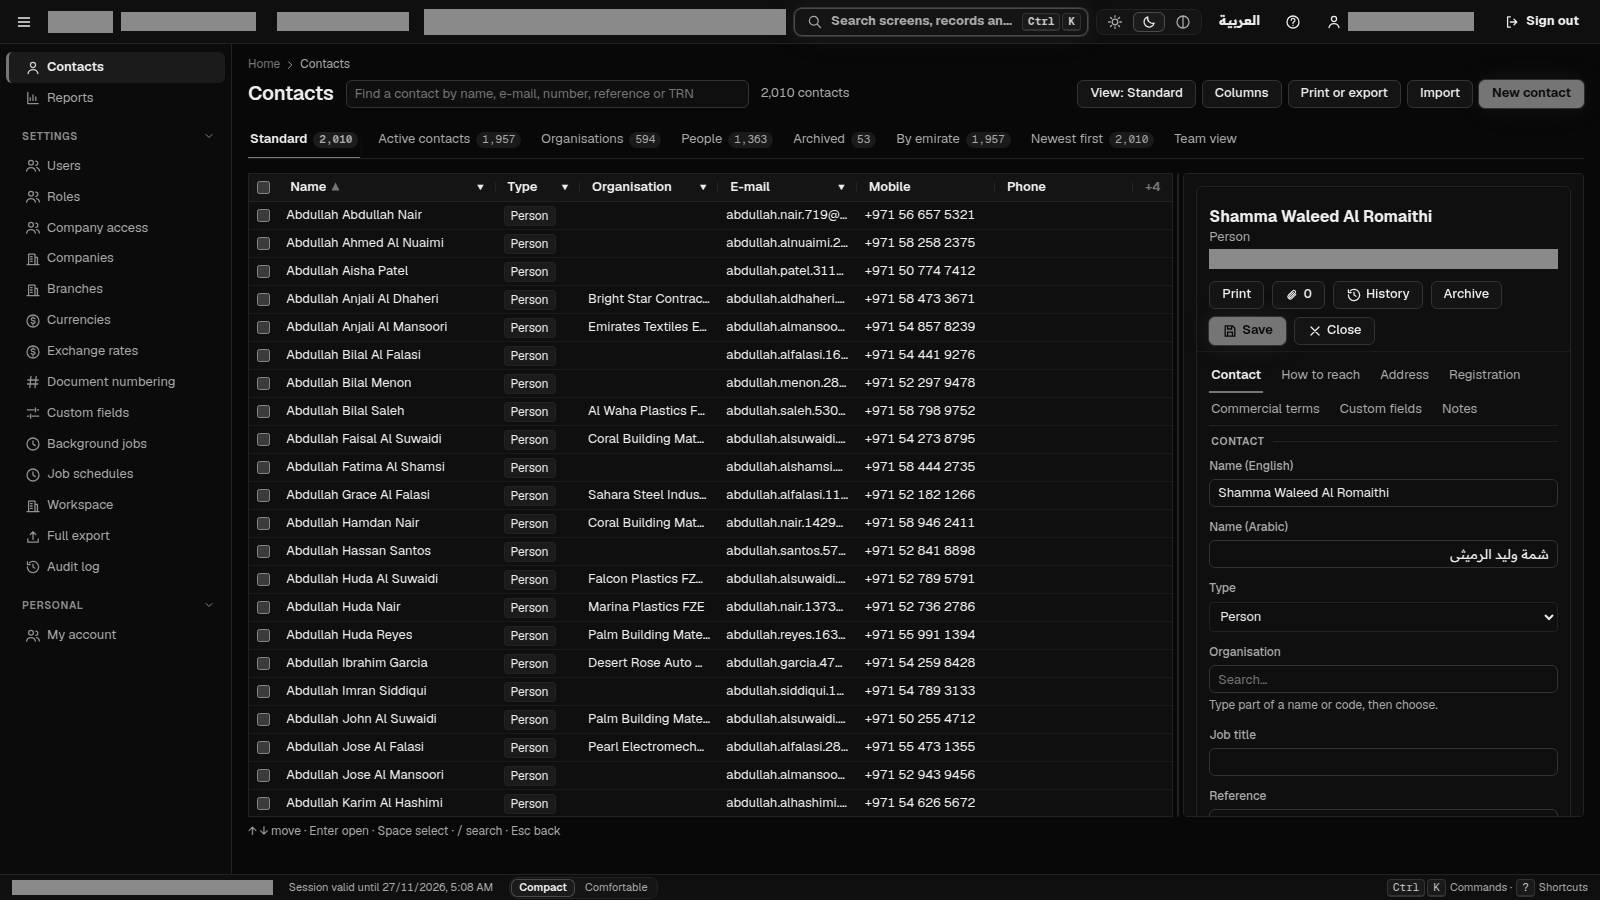 Search screens, records an... Ctrl K
العربية
Sign out
Contacts
Reports
SETTINGS
Users
Roles
Company access
Companies
Branches
Currencies
Exchange rates
Document numbering
Custom fields
Background jobs
Job schedules
Workspace
Full export
Audit log
PERSONAL
My account
Home > Contacts
Contacts
Find a contact by name, e-mail, number, reference or TRN
2,010 contacts
View: Standard
Columns
Print or export
Import
New contact
Standard 2,010
Active contacts 1,957
Organisations 594
People 1,363
Archived 53
By emirate 1,957
Newest first 2,010
Team view
Name ▲ Type Organisation E-mail Mobile Phone +4
Abdullah Abdullah Nair Person abdullah.nair.719@... +971 56 657 5321
Abdullah Ahmed Al Nuaimi Person abdullah.alnuaimi.2... +971 58 258 2375
Abdullah Aisha Patel Person abdullah.patel.311... +971 50 774 7412
Abdullah Anjali Al Dhaheri Person Bright Star Contrac... abdullah.aldhaheri.... +971 58 473 3671
Abdullah Anjali Al Mansoori Person Emirates Textiles E... abdullah.almansoo... +971 54 857 8239
Abdullah Bilal Al Falasi Person abdullah.alfalasi.16... +971 54 441 9276
Abdullah Bilal Menon Person abdullah.menon.28... +971 52 297 9478
Abdullah Bilal Saleh Person Al Waha Plastics F... abdullah.saleh.530... +971 58 798 9752
Abdullah Faisal Al Suwaidi Person Coral Building Mat... abdullah.alsuwaidi.... +971 54 273 8795
Abdullah Fatima Al Shamsi Person abdullah.alshamsi.... +971 58 444 2735
Abdullah Grace Al Falasi Person Sahara Steel Indus... abdullah.alfalasi.11... +971 52 182 1266
Abdullah Hamdan Nair Person Coral Building Mat... abdullah.nair.1429... +971 58 946 2411
Abdullah Hassan Santos Person abdullah.santos.57... +971 52 841 8898
Abdullah Huda Al Suwaidi Person Falcon Plastics FZ... abdullah.alsuwaidi.... +971 52 789 5791
Abdullah Huda Nair Person Marina Plastics FZE abdullah.nair.1373... +971 52 736 2786
Abdullah Huda Reyes Person Palm Building Mate... abdullah.reyes.163... +971 55 991 1394
Abdullah Ibrahim Garcia Person Desert Rose Auto ... abdullah.garcia.47... +971 54 259 8428
Abdullah Imran Siddiqui Person abdullah.siddiqui.1... +971 54 789 3133
Abdullah John Al Suwaidi Person Palm Building Mate... abdullah.alsuwaidi.... +971 50 255 4712
Abdullah Jose Al Falasi Person Pearl Electromech... abdullah.alfalasi.28... +971 55 473 1355
Abdullah Jose Al Mansoori Person abdullah.almansoo... +971 52 943 9456
Abdullah Karim Al Hashimi Person abdullah.alhashimi.... +971 54 626 5672
↑↓ move · Enter open · Space select · / search · Esc back
Shamma Waleed Al Romaithi
Person
Print
0
History
Archive
Save
Close
Contact
How to reach
Address
Registration
Commercial terms
Custom fields
Notes
CONTACT
Name (English)
Shamma Waleed Al Romaithi
Name (Arabic)
شمة وليد الرميثي
Type
Person
Organisation
Search...
Type part of a name or code, then choose.
Job title
Reference
Session valid until 27/11/2026, 5:08 AM
Compact
Comfortable
Ctrl K Commands · ? Shortcuts